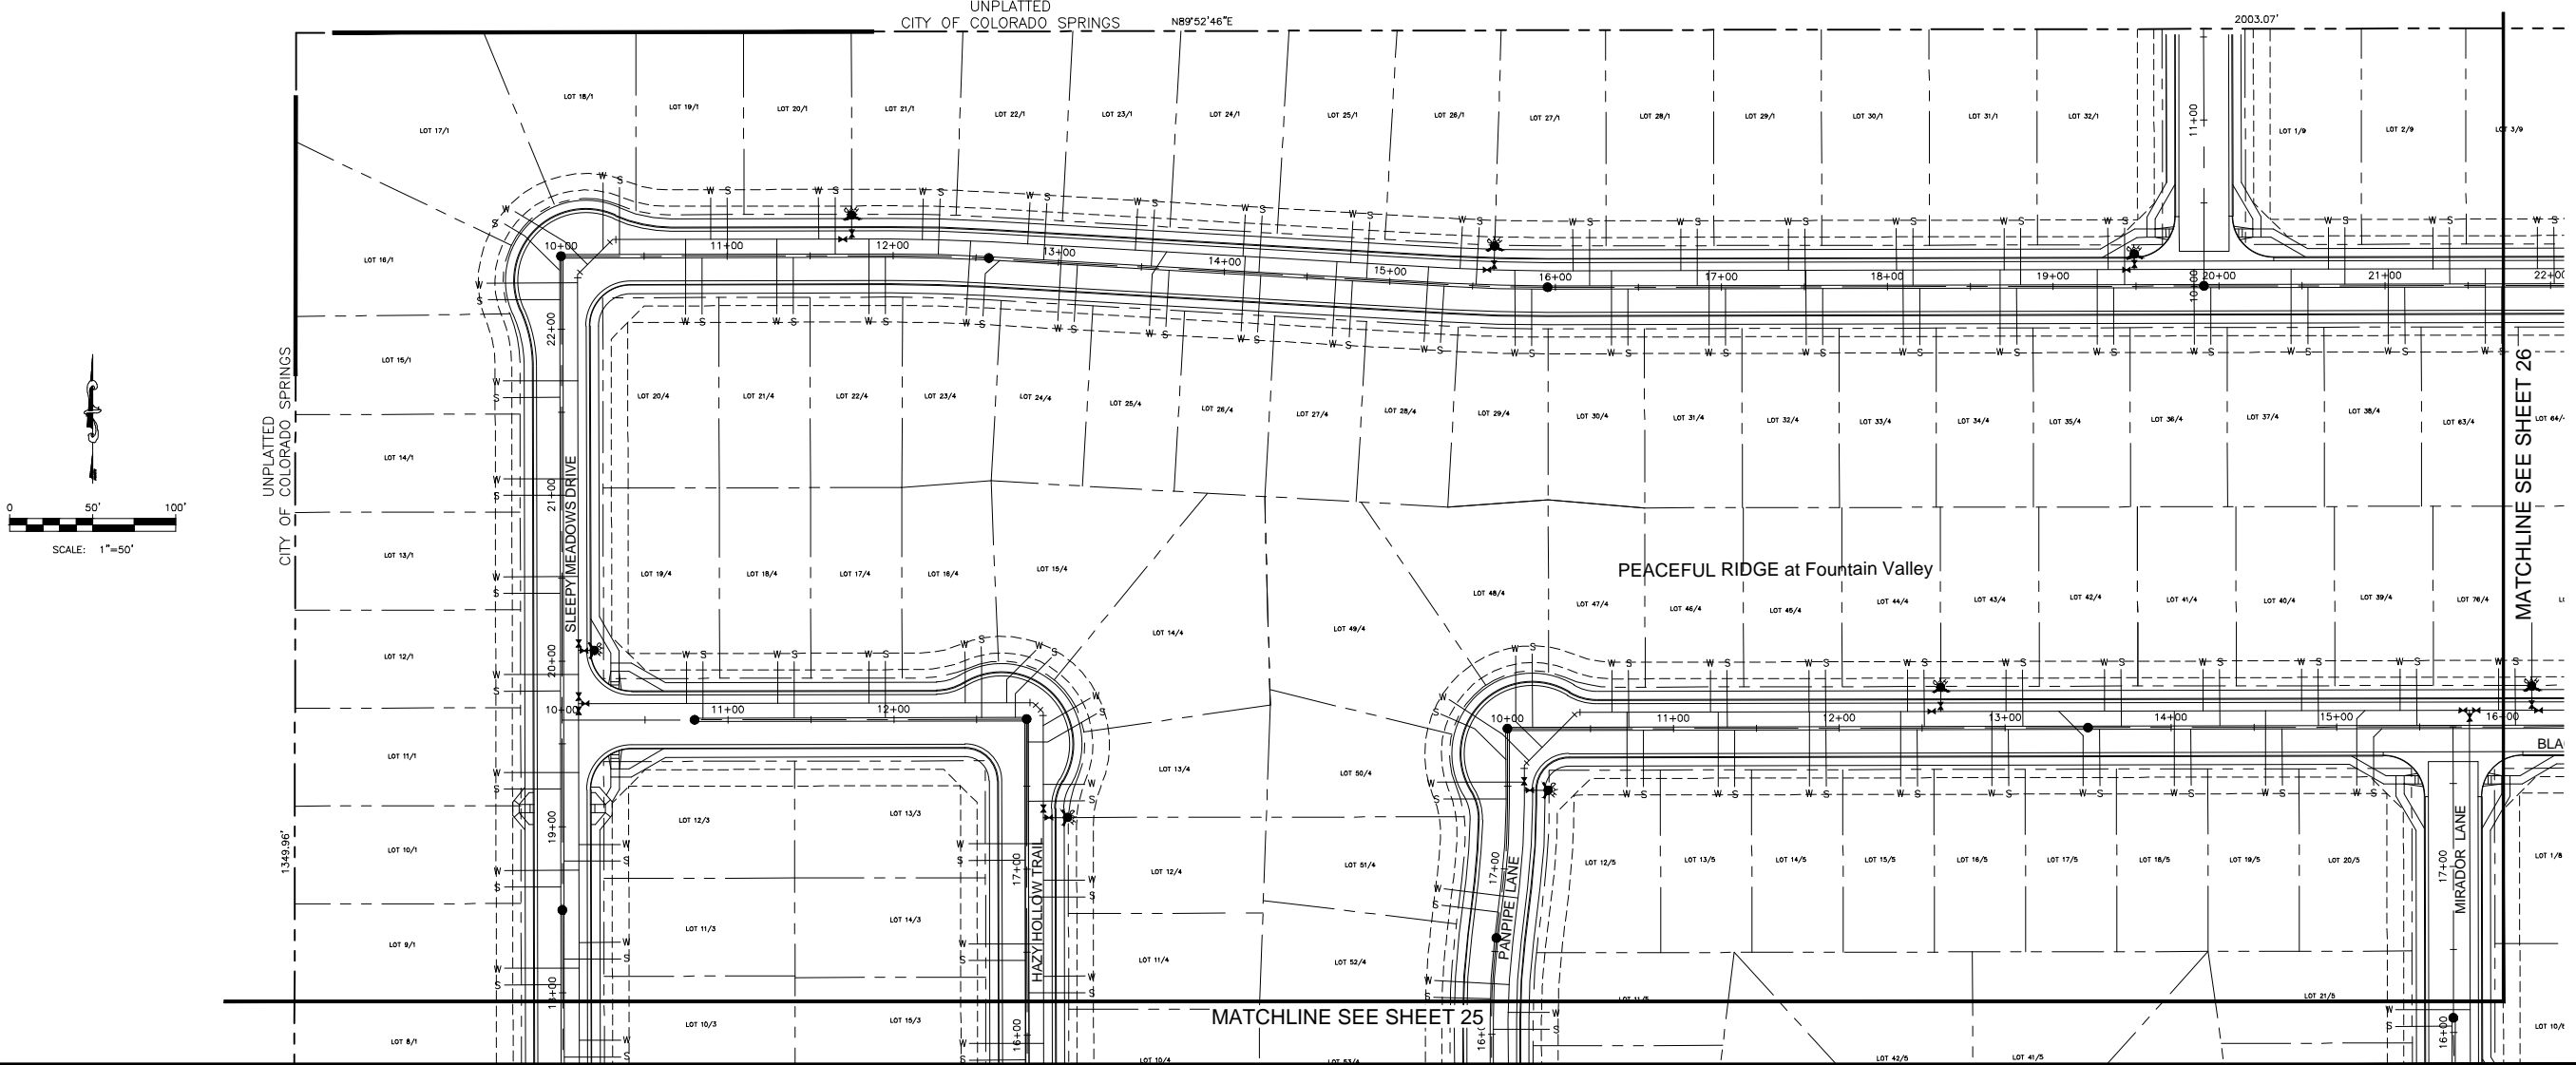 UNPLATTED
CITY OF COLORADO SPRINGS
N89°52'46"E
2003.07'
LOT 17/1
LOT 18/1
LOT 19/1
LOT 20/1
LOT 21/1
LOT 22/1
LOT 23/1
LOT 24/1
LOT 25/1
LOT 26/1
LOT 27/1
LOT 28/1
LOT 29/1
LOT 30/1
LOT 31/1
LOT 32/1
11+00
LOT 1/9
LOT 2/9
LOT 3/9
10+00
11+00
12+00
13+00
14+00
15+00
16+00
17+00
18+00
19+00
20+00
21+00
22+00
10+00
LOT 16/1
LOT 15/1
LOT 14/1
LOT 13/1
LOT 12/1
LOT 11/1
LOT 10/1
LOT 9/1
LOT 8/1
UNPLATTED
CITY OF COLORADO SPRINGS
1349.96'
0 50' 100'
SCALE: 1"=50'
22+00
21+00
20+00
19+00
18+00
SLEEPY MEADOWS DRIVE
LOT 20/4
LOT 21/4
LOT 22/4
LOT 23/4
LOT 24/4
LOT 25/4
LOT 26/4
LOT 27/4
LOT 28/4
LOT 29/4
LOT 30/4
LOT 31/4
LOT 32/4
LOT 33/4
LOT 34/4
LOT 35/4
LOT 36/4
LOT 37/4
LOT 38/4
LOT 63/4
LOT 64/4
MATCHLINE SEE SHEET 26
PEACEFUL RIDGE at Fountain Valley
LOT 19/4
LOT 18/4
LOT 17/4
LOT 16/4
LOT 15/4
LOT 14/4
LOT 49/4
LOT 48/4
LOT 47/4
LOT 46/4
LOT 45/4
LOT 44/4
LOT 43/4
LOT 42/4
LOT 41/4
LOT 40/4
LOT 39/4
LOT 76/4
10+00
11+00
12+00
10+00
11+00
12+00
13+00
14+00
15+00
16+00
BLA
LOT 13/4
LOT 50/4
LOT 12/4
LOT 51/4
LOT 11/4
LOT 52/4
LOT 10/4
LOT 53/4
LOT 12/3
LOT 13/3
LOT 11/3
LOT 14/3
LOT 10/3
LOT 15/3
17+00
16+00
HAZY HOLLOW TRAIL
17+00
16+00
PANPIPE LANE
LOT 12/5
LOT 13/5
LOT 14/5
LOT 15/5
LOT 16/5
LOT 17/5
LOT 18/5
LOT 19/5
LOT 20/5
LOT 11/5
LOT 21/5
LOT 42/5
LOT 41/5
17+00
16+00
MIRADOR LANE
LOT 1/8
LOT 10/8
MATCHLINE SEE SHEET 25